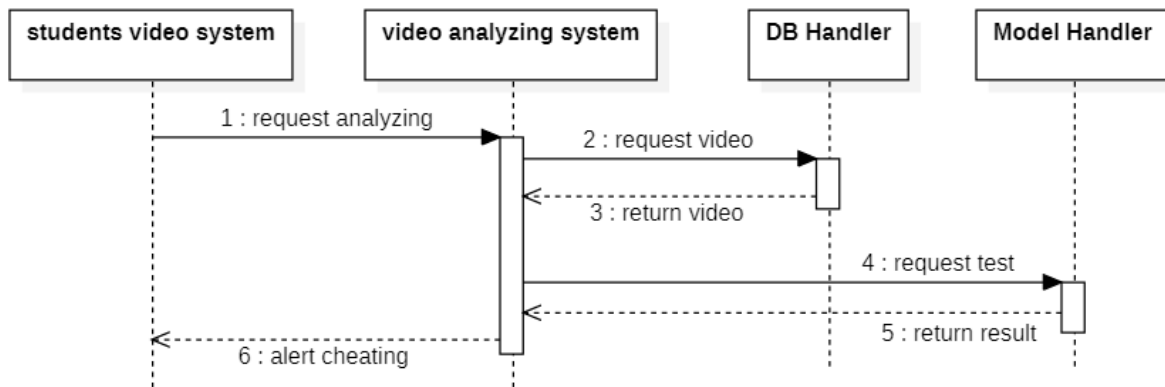 students video system
video analyzing system
DB Handler
Model Handler
1 : request analyzing
2 : request video
3 : return video
4 : request test
5 : return result
6 : alert cheating